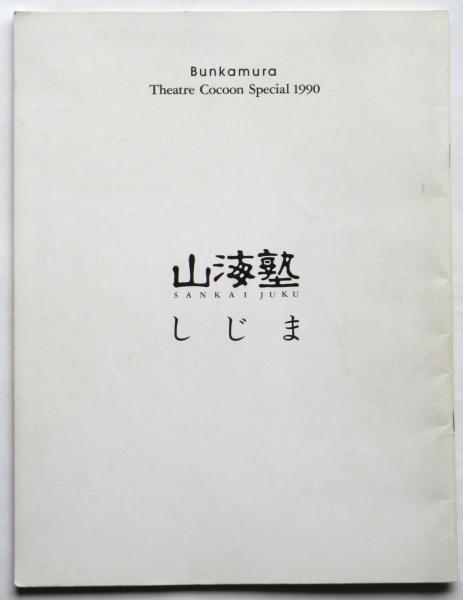 Bunkamura
Theatre Cocoon Special 1990
山海塾
SANKAI JUKU
しじま